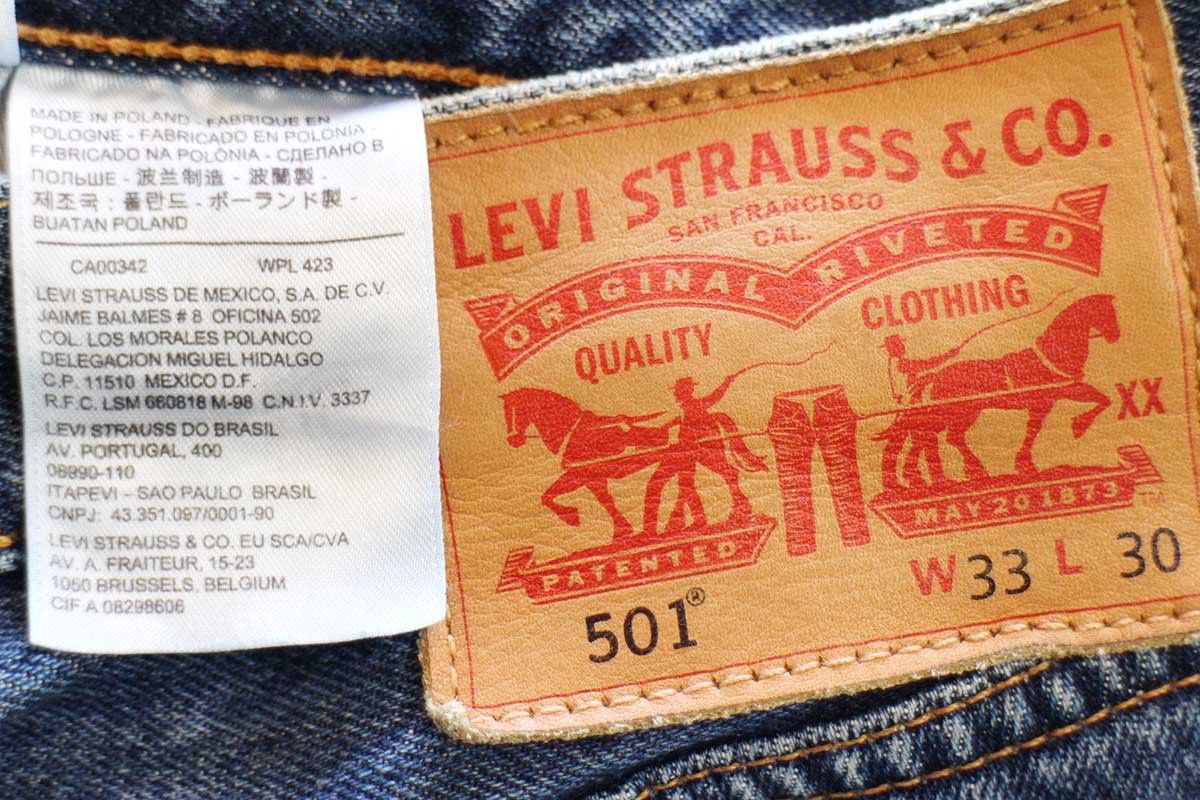 MADE IN POLAND - FABRIQUE EN
POLOGNE - FABRICADO EN POLONIA -
FABRICADO NA POLÓNIA - СДЕЛАНО В
ПОЛЬШЕ - 波兰制造 - 波蘭製 -
제조국 : 폴란드 - ポーランド製 -
BUATAN POLAND
CA00342 WPL 423
LEVI STRAUSS DE MEXICO, S.A. DE C.V.
JAIME BALMES # 8 OFICINA 502
COL. LOS MORALES POLANCO
DELEGACION MIGUEL HIDALGO
C.P. 11510 MEXICO D.F.
R.F.C. LSM 660818 M-98 C.N.I.V. 3337
LEVI STRAUSS DO BRASIL
AV. PORTUGAL, 400
06690-110
ITAPEVI – SAO PAULO BRASIL
CNPJ: 43.351.097/0001-90
LEVI STRAUSS & CO. EU SCA/CVA
AV. A. FRAITEUR, 15-23
1050 BRUSSELS, BELGIUM
CIF A 08298606
LEVI STRAUSS & CO.
SAN FRANCISCO
CAL.
ORIGINAL RIVETED
QUALITY CLOTHING
XX
PATENTED MAY 20 1873 ™
501® W 33 L 30